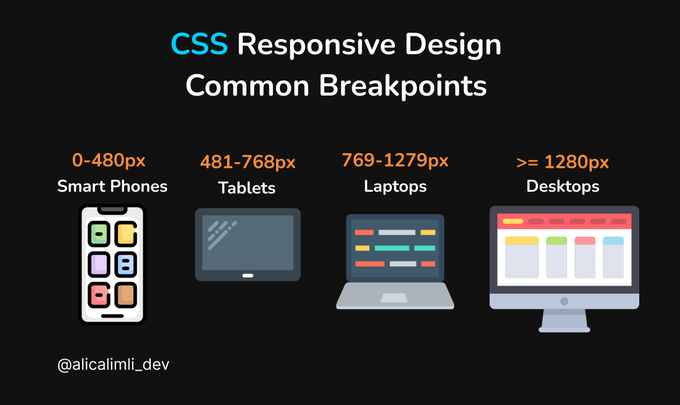 CSS Responsive Design
Common Breakpoints
0-480px
Smart Phones
481-768px
Tablets
769-1279px
Laptops
>= 1280px
Desktops
@alicalimli_dev